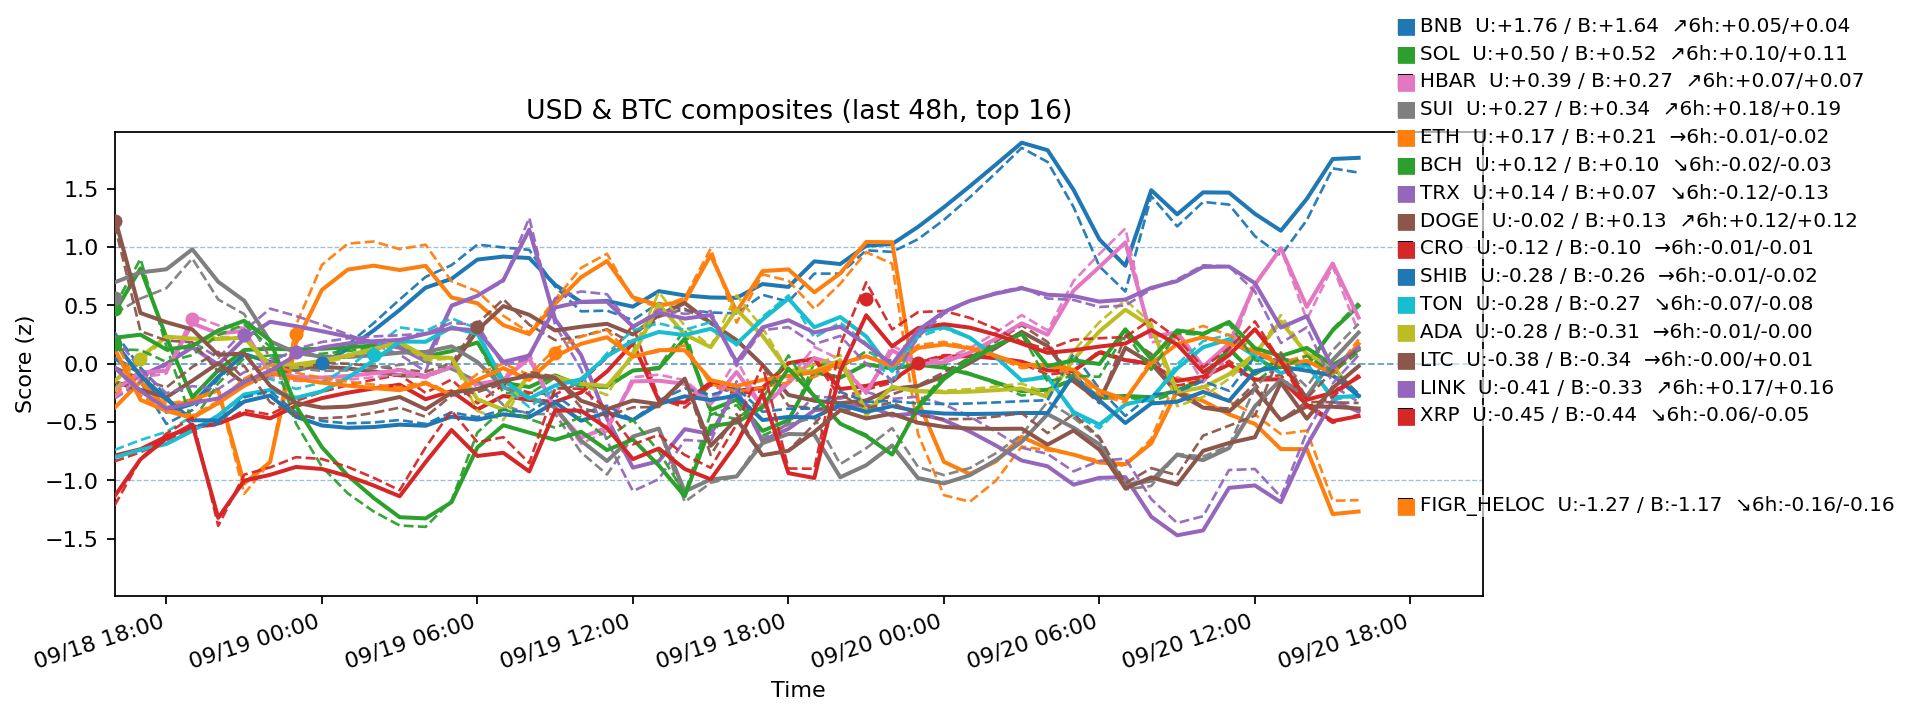 BNB  U:+1.76 / B:+1.64  ↗6h:+0.05/+0.04
SOL  U:+0.50 / B:+0.52  ↗6h:+0.10/+0.11
HBAR  U:+0.39 / B:+0.27  ↗6h:+0.07/+0.07
SUI  U:+0.27 / B:+0.34  ↗6h:+0.18/+0.19
ETH  U:+0.17 / B:+0.21  →6h:-0.01/-0.02
BCH  U:+0.12 / B:+0.10  ↘6h:-0.02/-0.03
TRX  U:+0.14 / B:+0.07  ↘6h:-0.12/-0.13
DOGE  U:-0.02 / B:+0.13  ↗6h:+0.12/+0.12
CRO  U:-0.12 / B:-0.10  →6h:-0.01/-0.01
SHIB  U:-0.28 / B:-0.26  →6h:-0.01/-0.02
TON  U:-0.28 / B:-0.27  ↘6h:-0.07/-0.08
ADA  U:-0.28 / B:-0.31  →6h:-0.01/-0.00
LTC  U:-0.38 / B:-0.34  →6h:-0.00/+0.01
LINK  U:-0.41 / B:-0.33  ↗6h:+0.17/+0.16
XRP  U:-0.45 / B:-0.44  ↘6h:-0.06/-0.05
FIGR_HELOC  U:-1.27 / B:-1.17  ↘6h:-0.16/-0.16
USD & BTC composites (last 48h, top 16)
Score (z)
1.5
1.0
0.5
0.0
−0.5
−1.0
−1.5
09/18 18:00
09/19 00:00
09/19 06:00
09/19 12:00
09/19 18:00
09/20 00:00
09/20 06:00
09/20 12:00
09/20 18:00
Time